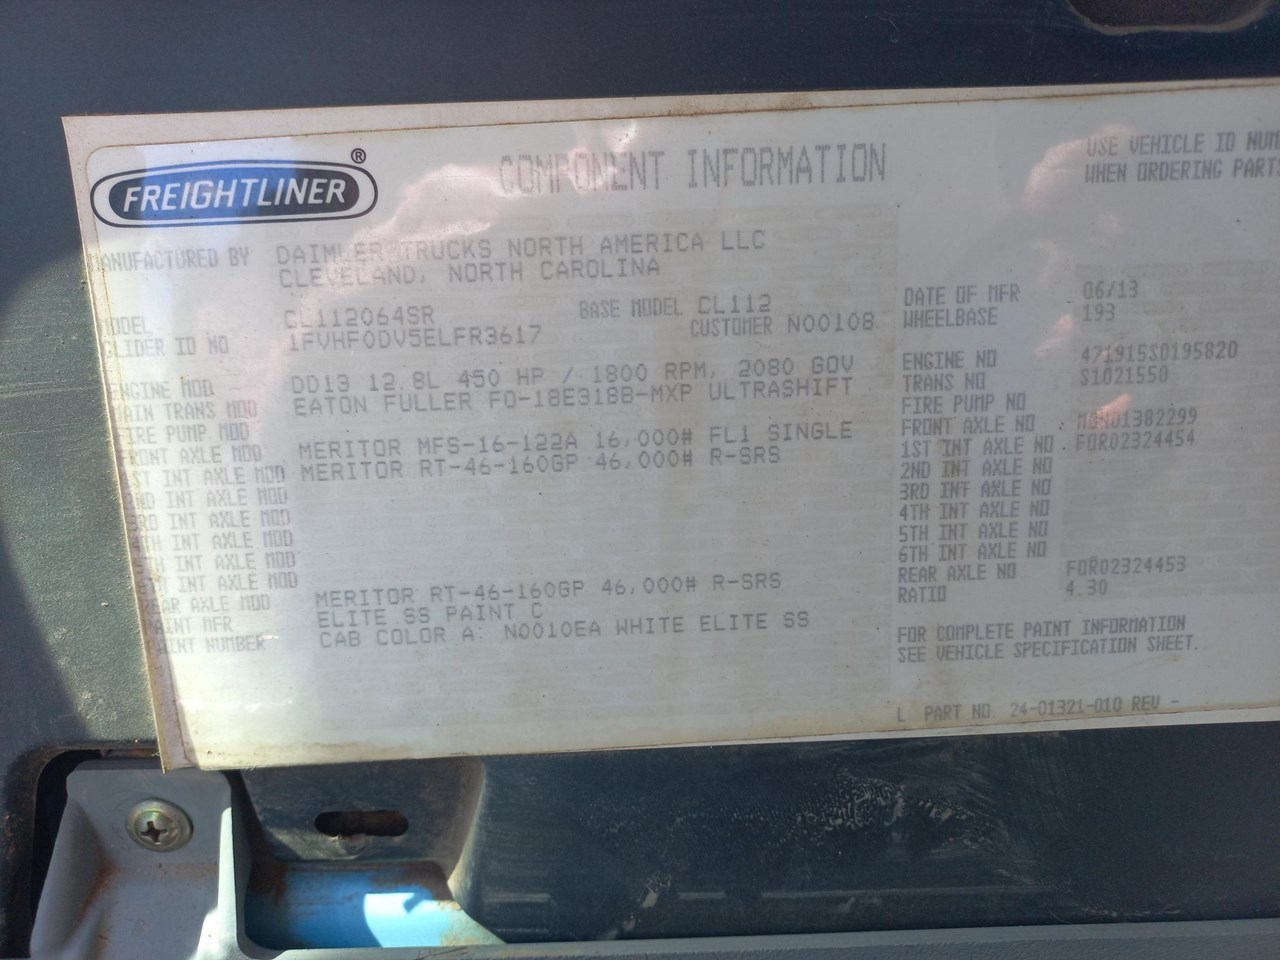 FREIGHTLINER ®
COMPONENT INFORMATION
USE VEHICLE ID NUM
WHEN ORDERING PARTS
MANUFACTURED BY DAIMLER TRUCKS NORTH AMERICA LLC
CLEVELAND, NORTH CAROLINA
MODEL CL112064SR BASE MODEL CL112
GLIDER ID NO 1FVHF0DV5ELFR3617 CUSTOMER N00108
ENGINE MOD DD13 12.8L 450 HP / 1800 RPM, 2080 GOV
MAIN TRANS MOD EATON FULLER FO-18E318B-MXP ULTRASHIFT
FIRE PUMP MOD
FRONT AXLE MOD MERITOR MFS-16-122A 16,000# FL1 SINGLE
1ST INT AXLE MOD MERITOR RT-46-160GP 46,000# R-SRS
2ND INT AXLE MOD
3RD INT AXLE MOD
4TH INT AXLE MOD
TH INT AXLE MOD
TH INT AXLE MOD
REAR AXLE MOD MERITOR RT-46-160GP 46,000# R-SRS
AINT MFR ELITE SS PAINT C
AINT NUMBER CAB COLOR A: N0010EA WHITE ELITE SS
DATE OF MFR 06/13
WHEELBASE 193
ENGINE NO 471915S0195820
TRANS NO S1021550
FIRE PUMP NO
FRONT AXLE NO
1ST INT AXLE NO FOR02324454
2ND INT AXLE NO
3RD INT AXLE NO
4TH INT AXLE NO
5TH INT AXLE NO
6TH INT AXLE NO
REAR AXLE NO FOR02324453
RATIO 4.30
FOR COMPLETE PAINT INFORMATION
SEE VEHICLE SPECIFICATION SHEET.
L PART NO. 24-01321-010 REV -